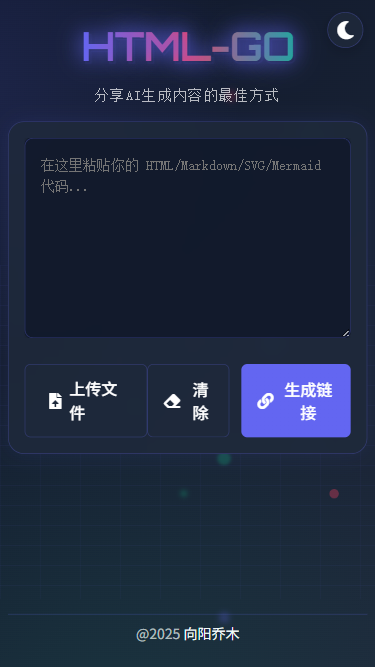 HTML-GO
分享AI生成内容的最佳方式
在这里粘贴你的 HTML/Markdown/SVG/Mermaid
代码...
上传文
件
清
除
生成链
接
@2025 向阳乔木